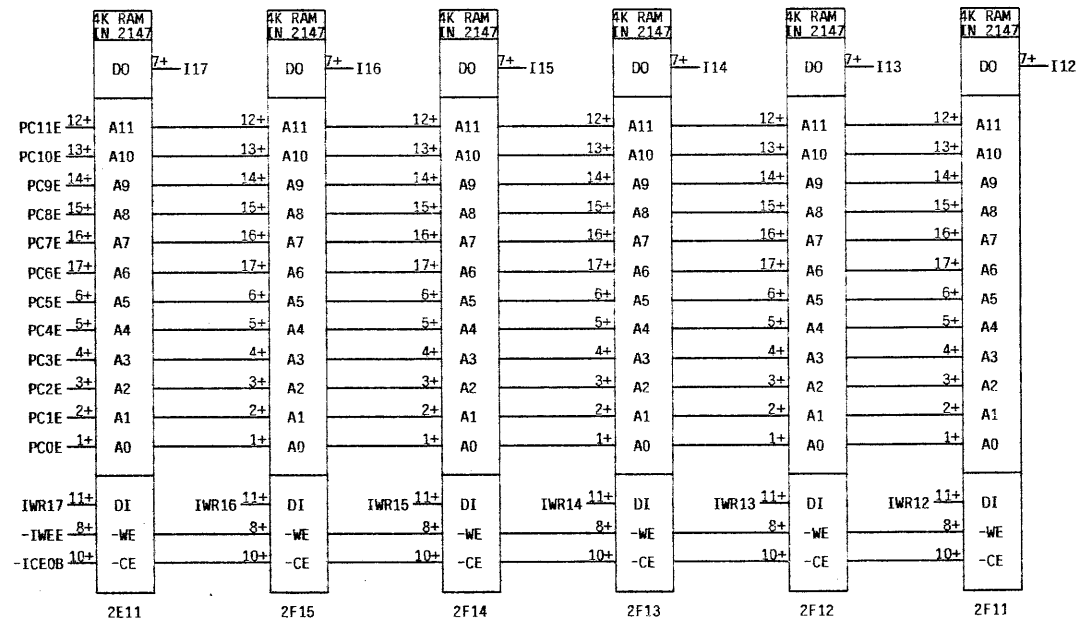 4K RAM 4K RAM 4K RAM 4K RAM 4K RAM 4K RAM
IN 2147 IN 2147 IN 2147 IN 2147 IN 2147 IN 2147
DO 7+ I17 DO 7+ I16 DO 7+ I15 DO 7+ I14 DO 7+ I13 DO 7+ I12
PC11E 12+ A11 12+ A11 12+ A11 12+ A11 12+ A11 12+ A11
PC10E 13+ A10 13+ A10 13+ A10 13+ A10 13+ A10 13+ A10
PC9E 14+ A9 14+ A9 14+ A9 14+ A9 14+ A9 14+ A9
PC8E 15+ A8 15+ A8 15+ A8 15+ A8 15+ A8 15+ A8
PC7E 16+ A7 16+ A7 16+ A7 16+ A7 16+ A7 16+ A7
PC6E 17+ A6 17+ A6 17+ A6 17+ A6 17+ A6 17+ A6
PC5E 6+ A5 6+ A5 6+ A5 6+ A5 6+ A5 6+ A5
PC4E 5+ A4 5+ A4 5+ A4 5+ A4 5+ A4 5+ A4
PC3E 4+ A3 4+ A3 4+ A3 4+ A3 4+ A3 4+ A3
PC2E 3+ A2 3+ A2 3+ A2 3+ A2 3+ A2 3+ A2
PC1E 2+ A1 2+ A1 2+ A1 2+ A1 2+ A1 2+ A1
PC0E 1+ A0 1+ A0 1+ A0 1+ A0 1+ A0 1+ A0
IWR17 11+ DI IWR16 11+ DI IWR15 11+ DI IWR14 11+ DI IWR13 11+ DI IWR12 11+ DI
-IWEE 8+ -WE 8+ -WE 8+ -WE 8+ -WE 8+ -WE 8+ -WE
-ICE0B 10+ -CE 10+ -CE 10+ -CE 10+ -CE 10+ -CE 10+ -CE
2E11 2F15 2F14 2F13 2F12 2F11